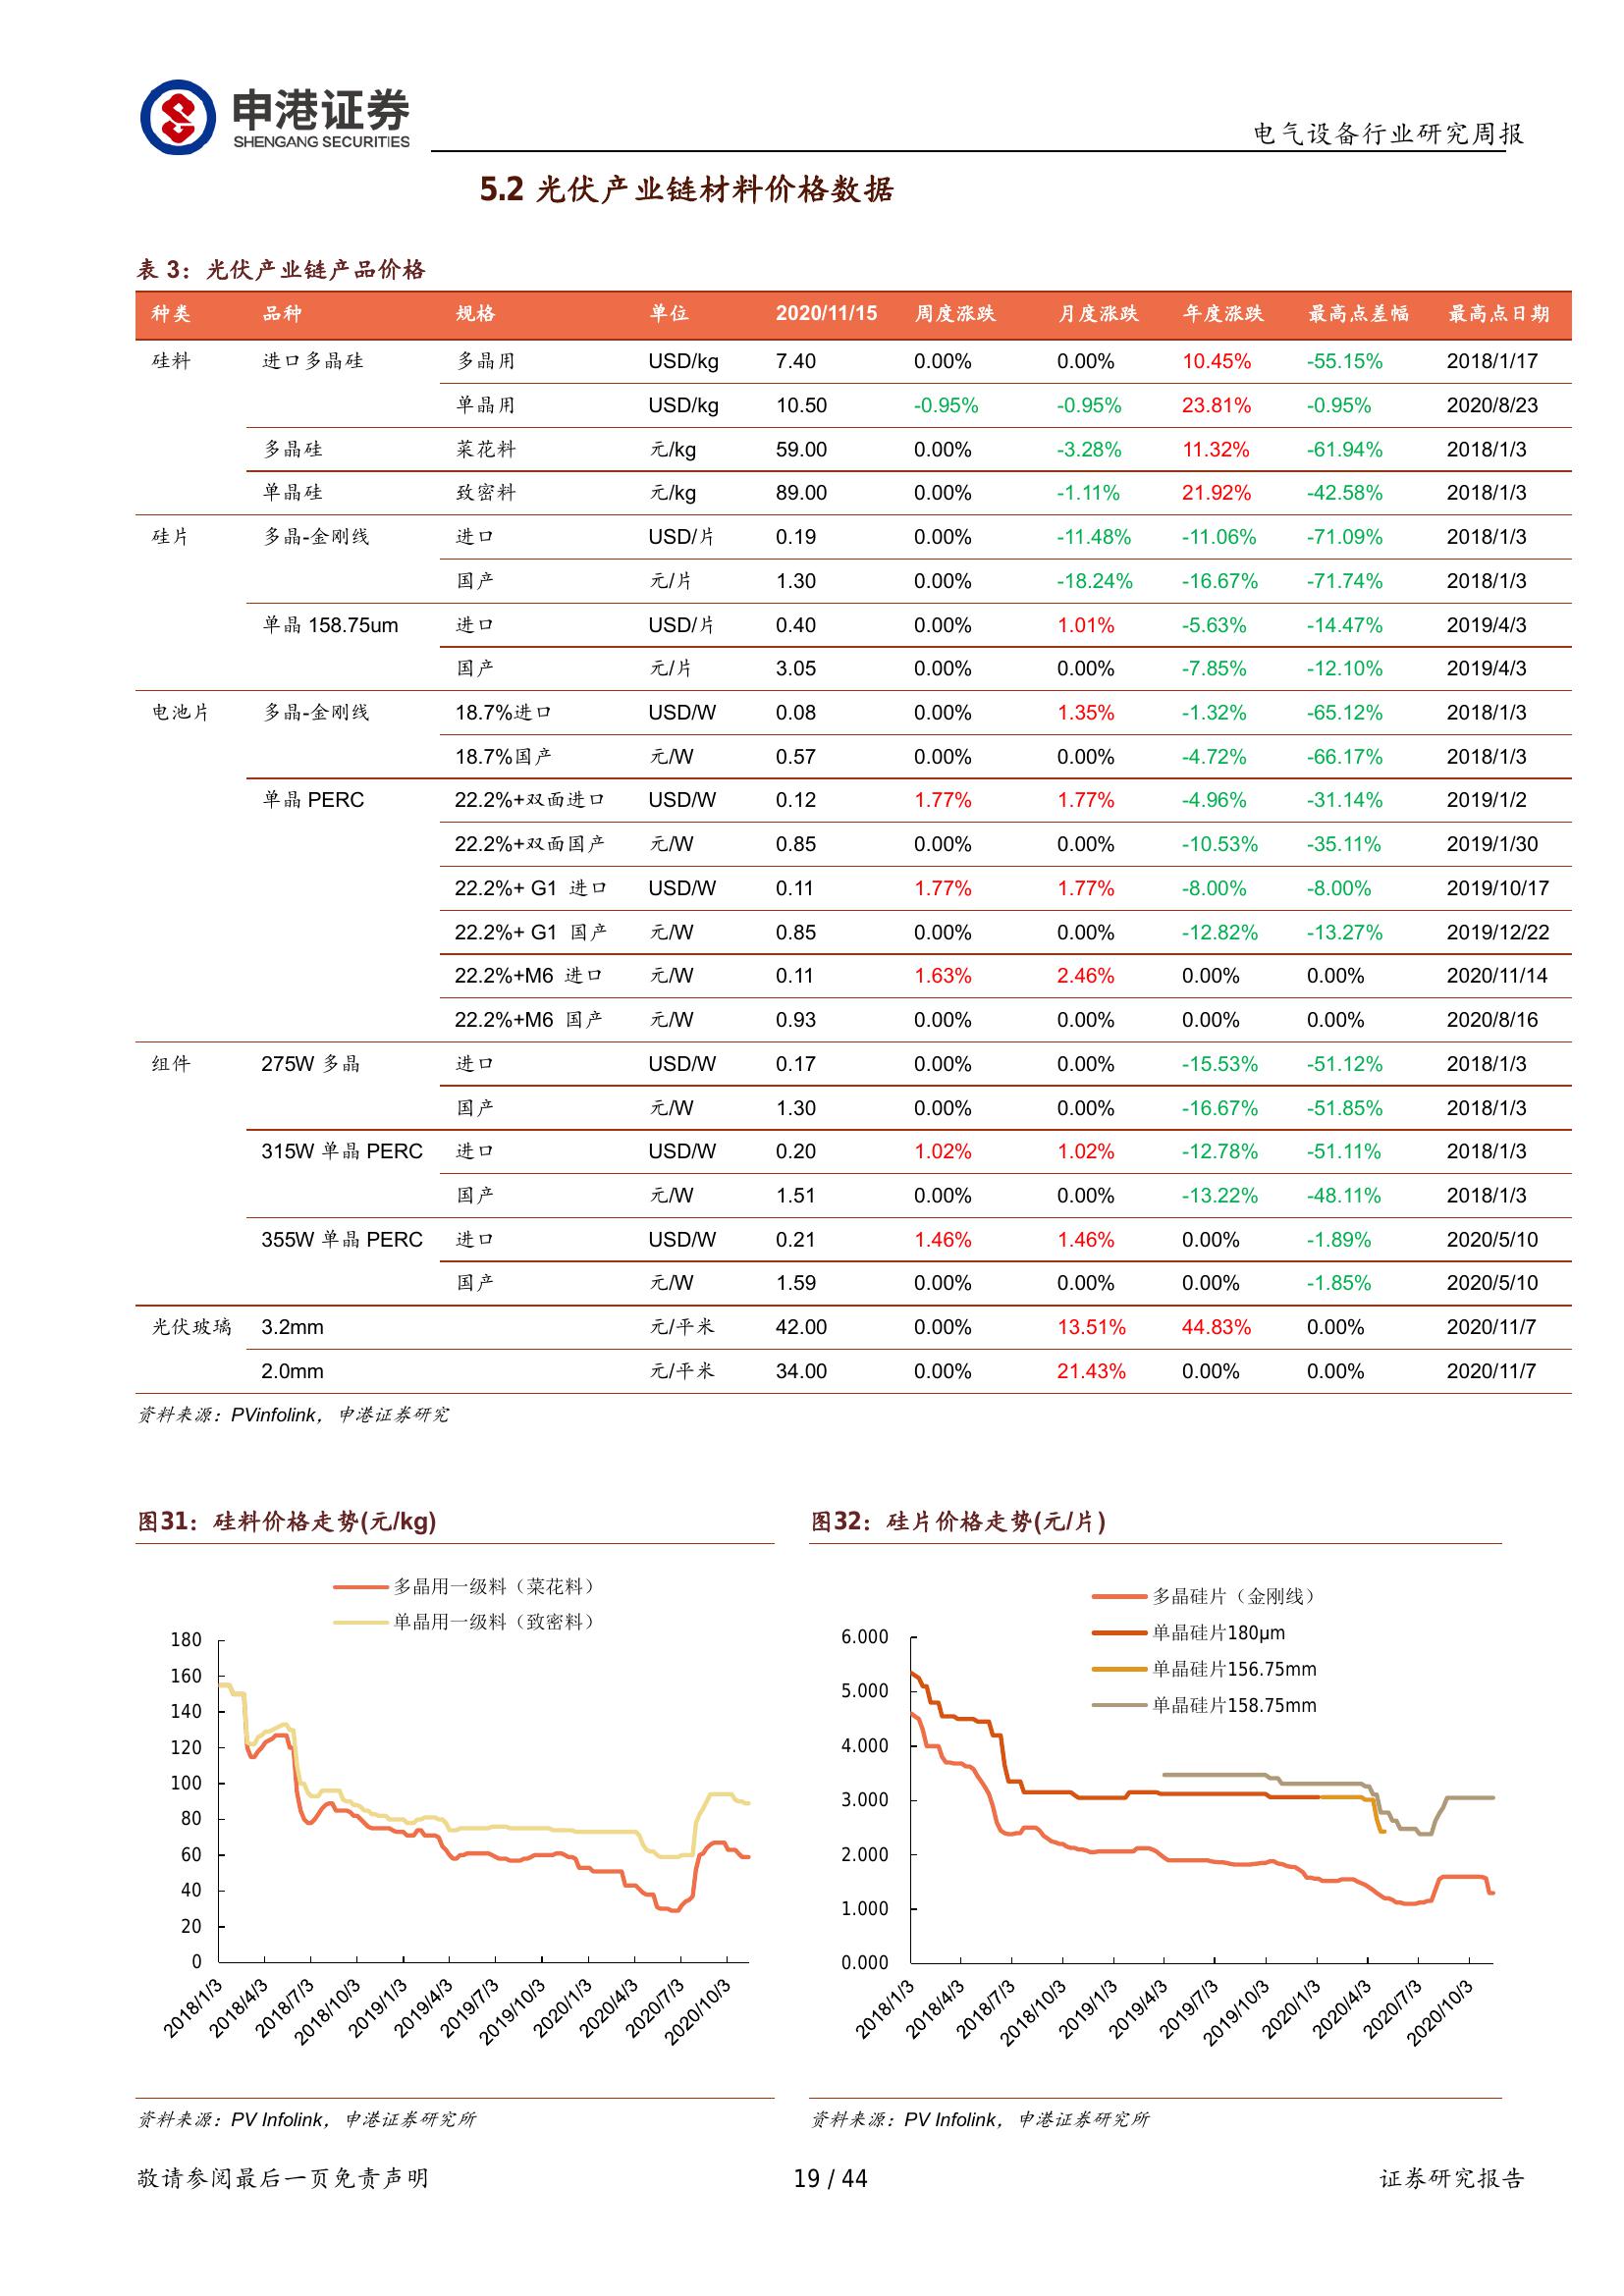 申港证券
SHENGANG SECURITIES
电气设备行业研究周报
5.2 光伏产业链材料价格数据
表 3：光伏产业链产品价格
种类 品种 规格 单位 2020/11/15 周度涨跌 月度涨跌 年度涨跌 最高点差幅 最高点日期
硅料 进口多晶硅 多晶用 USD/kg 7.40 0.00% 0.00% 10.45% -55.15% 2018/1/17
单晶用 USD/kg 10.50 -0.95% -0.95% 23.81% -0.95% 2020/8/23
多晶硅 菜花料 元/kg 59.00 0.00% -3.28% 11.32% -61.94% 2018/1/3
单晶硅 致密料 元/kg 89.00 0.00% -1.11% 21.92% -42.58% 2018/1/3
硅片 多晶-金刚线 进口 USD/片 0.19 0.00% -11.48% -11.06% -71.09% 2018/1/3
国产 元/片 1.30 0.00% -18.24% -16.67% -71.74% 2018/1/3
单晶 158.75um 进口 USD/片 0.40 0.00% 1.01% -5.63% -14.47% 2019/4/3
国产 元/片 3.05 0.00% 0.00% -7.85% -12.10% 2019/4/3
电池片 多晶-金刚线 18.7%进口 USD/W 0.08 0.00% 1.35% -1.32% -65.12% 2018/1/3
18.7%国产 元/W 0.57 0.00% 0.00% -4.72% -66.17% 2018/1/3
单晶 PERC 22.2%+双面进口 USD/W 0.12 1.77% 1.77% -4.96% -31.14% 2019/1/2
22.2%+双面国产 元/W 0.85 0.00% 0.00% -10.53% -35.11% 2019/1/30
22.2%+ G1 进口 USD/W 0.11 1.77% 1.77% -8.00% -8.00% 2019/10/17
22.2%+ G1 国产 元/W 0.85 0.00% 0.00% -12.82% -13.27% 2019/12/22
22.2%+M6 进口 元/W 0.11 1.63% 2.46% 0.00% 0.00% 2020/11/14
22.2%+M6 国产 元/W 0.93 0.00% 0.00% 0.00% 0.00% 2020/8/16
组件 275W 多晶 进口 USD/W 0.17 0.00% 0.00% -15.53% -51.12% 2018/1/3
国产 元/W 1.30 0.00% 0.00% -16.67% -51.85% 2018/1/3
315W 单晶 PERC 进口 USD/W 0.20 1.02% 1.02% -12.78% -51.11% 2018/1/3
国产 元/W 1.51 0.00% 0.00% -13.22% -48.11% 2018/1/3
355W 单晶 PERC 进口 USD/W 0.21 1.46% 1.46% 0.00% -1.89% 2020/5/10
国产 元/W 1.59 0.00% 0.00% 0.00% -1.85% 2020/5/10
光伏玻璃 3.2mm 元/平米 42.00 0.00% 13.51% 44.83% 0.00% 2020/11/7
2.0mm 元/平米 34.00 0.00% 21.43% 0.00% 0.00% 2020/11/7
资料来源：PVinfolink，申港证券研究
图31：硅料价格走势(元/kg)
多晶用一级料（菜花料）
单晶用一级料（致密料）
180
160
140
120
100
80
60
40
20
0
2018/1/3 2018/4/3 2018/7/3 2018/10/3 2019/1/3 2019/4/3 2019/7/3 2019/10/3 2020/1/3 2020/4/3 2020/7/3 2020/10/3
资料来源：PV Infolink，申港证券研究所
图32：硅片价格走势(元/片)
多晶硅片（金刚线）
单晶硅片180μm
单晶硅片156.75mm
单晶硅片158.75mm
6.000
5.000
4.000
3.000
2.000
1.000
0.000
2018/1/3 2018/4/3 2018/7/3 2018/10/3 2019/1/3 2019/4/3 2019/7/3 2019/10/3 2020/1/3 2020/4/3 2020/7/3 2020/10/3
资料来源：PV Infolink，申港证券研究所
敬请参阅最后一页免责声明 19 / 44 证券研究报告